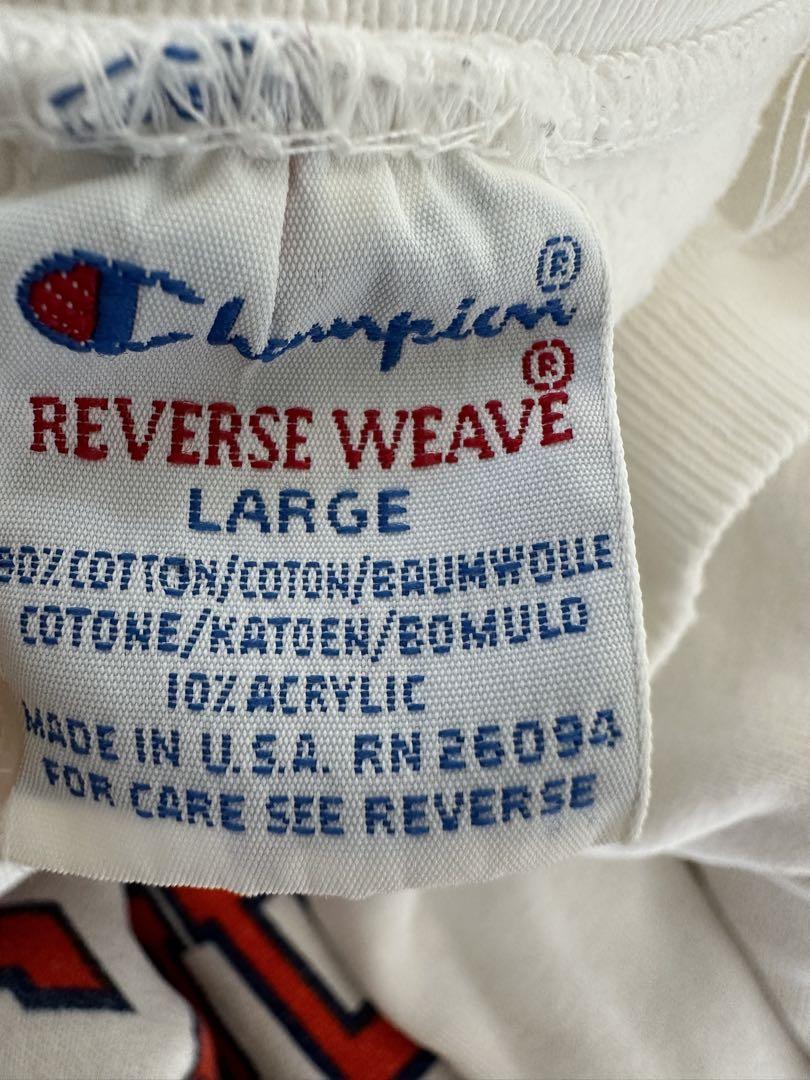 Champion®
REVERSE WEAVE®
LARGE
90% COTTON/COTON/BAUMWOLLE
COTONE/KATOEN/BOMULD
10% ACRYLIC
MADE IN U.S.A. RN 26094
FOR CARE SEE REVERSE